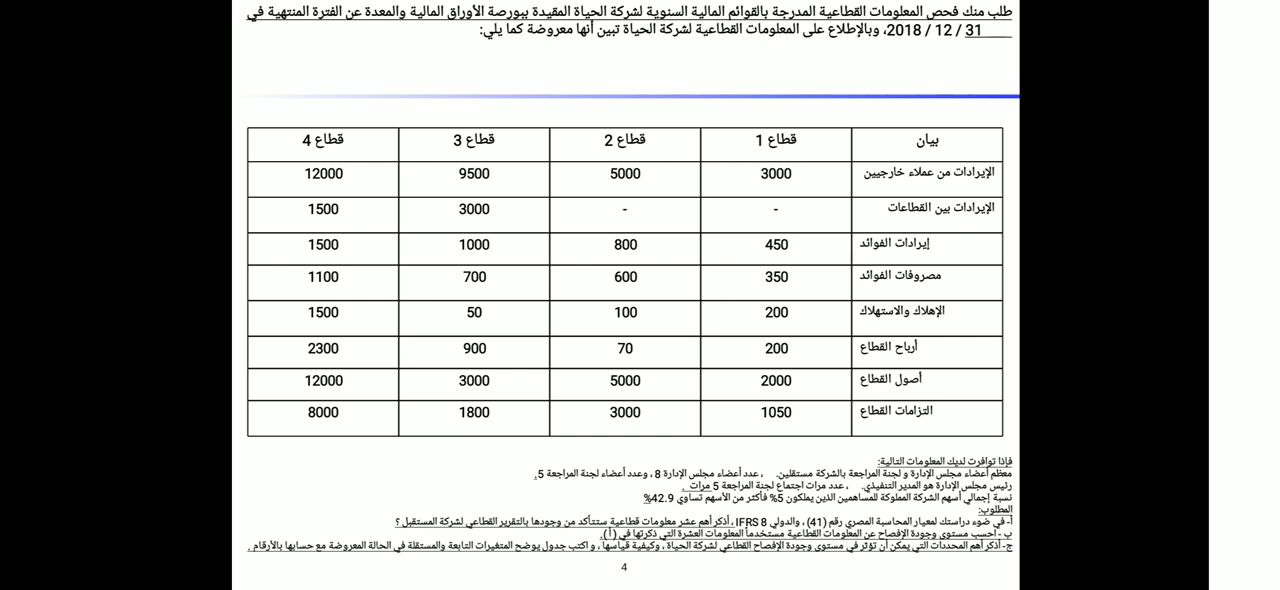 طلب منك فحص المعلومات القطاعية المدرجة بالقوائم المالية السنوية لشركة الحياة المقيدة ببورصة الأوراق المالية والمعدة عن الفترة المنتهية في
31 / 12 / 2018، وبالإطلاع على المعلومات القطاعية لشركة الحياة تبين أنها معروضة كما يلي:
بيان قطاع 1 قطاع 2 قطاع 3 قطاع 4
الإيرادات من عملاء خارجيين 3000 5000 9500 12000
الإيرادات بين القطاعات - - 3000 1500
إيرادات الفوائد 450 800 1000 1500
مصروفات الفوائد 350 600 700 1100
الإهلاك والاستهلاك 200 100 50 1500
أرباح القطاع 200 70 900 2300
أصول القطاع 2000 5000 3000 12000
التزامات القطاع 1050 3000 1800 8000
فإذا توافرت لديك المعلومات التالية:
معظم أعضاء مجلس الإدارة و لجنة المراجعة بالشركة مستقلين. ، عدد أعضاء مجلس الإدارة 8 ، وعدد أعضاء لجنة المراجعة 5.
رئيس مجلس الإدارة هو المدير التنفيذي. ، عدد مرات اجتماع لجنة المراجعة 5 مرات .
نسبة إجمالي أسهم الشركة المملوكة للمساهمين الذين يملكون 5% فأكثر من الأسهم تساوي 42.9%
المطلوب:
أ- في ضوء دراستك لمعيار المحاسبة المصري رقم (41) ، والدولي IFRS 8 ، أذكر أهم عشر معلومات قطاعية ستتأكد من وجودها بالتقرير القطاعي لشركة المستقبل ؟
ب - أحسب مستوى وجودة الإفصاح عن المعلومات القطاعية مستخدماً المعلومات العشرة التي ذكرتها في (أ).
ج- أذكر أهم المحددات التي يمكن أن تؤثر في مستوى وجودة الإفصاح القطاعي لشركة الحياة ، وكيفية قياسها ، و اكتب جدول يوضح المتغيرات التابعة والمستقلة في الحالة المعروضة مع حسابها بالأرقام .
4